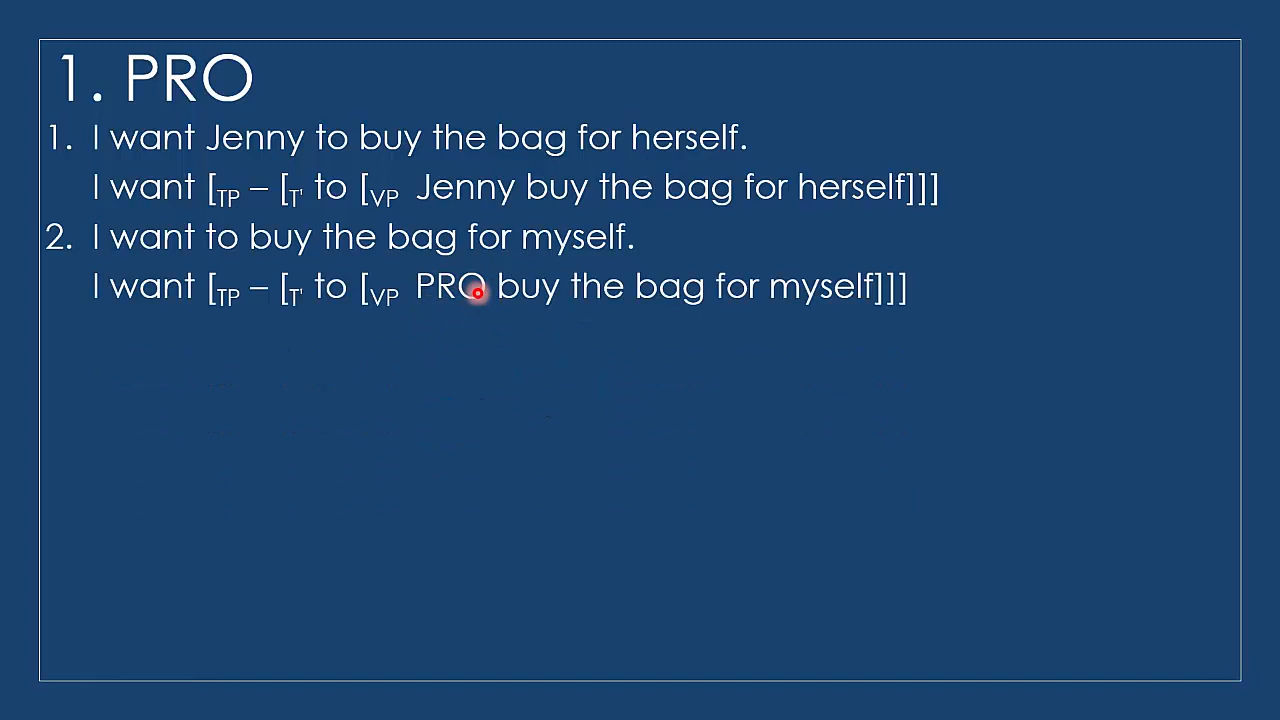 1. PRO
1. I want Jenny to buy the bag for herself.
I want [TP – [T' to [VP Jenny buy the bag for herself]]]
2. I want to buy the bag for myself.
I want [TP – [T' to [VP PRO buy the bag for myself]]]